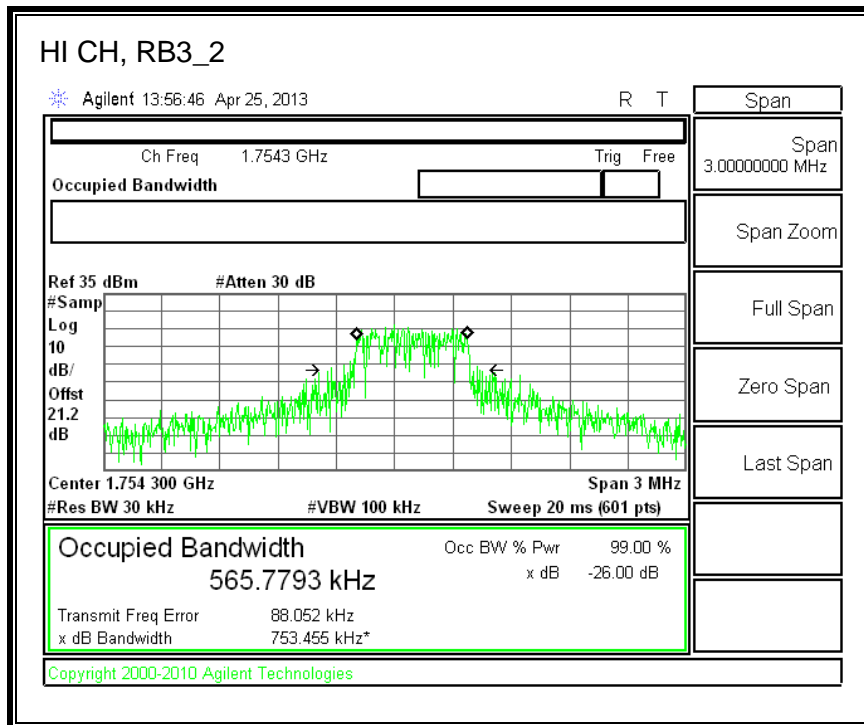 HI CH, RB3_2
Agilent 13:56:46 Apr 25, 2013 R T
Span
Ch Freq 1.7543 GHz Trig Free
Occupied Bandwidth
Span
3.00000000 MHz
Span Zoom
Full Span
Zero Span
Last Span
Ref 35 dBm #Atten 30 dB
#Samp
Log
10
dB/
Offst
21.2
dB
Center 1.754 300 GHz Span 3 MHz
#Res BW 30 kHz #VBW 100 kHz Sweep 20 ms (601 pts)
Occupied Bandwidth Occ BW % Pwr 99.00 %
565.7793 kHz x dB -26.00 dB
Transmit Freq Error 88.052 kHz
x dB Bandwidth 753.455 kHz*
Copyright 2000-2010 Agilent Technologies